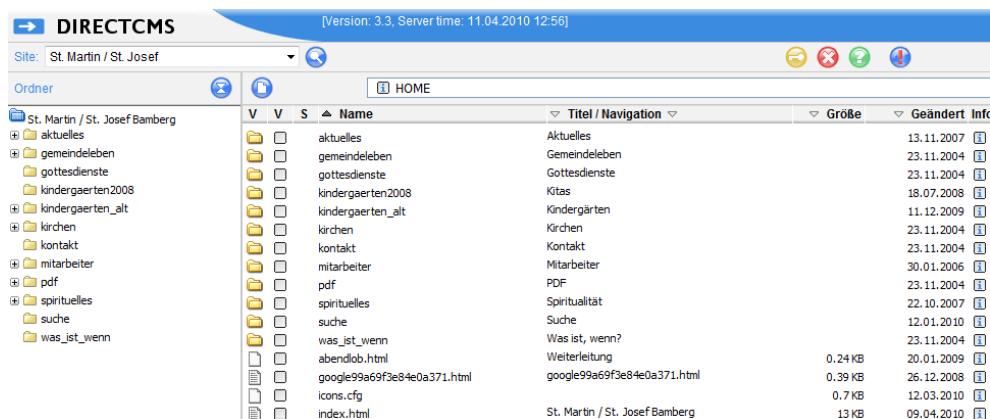 DIRECTCMS [Version: 3.3, Server time: 11.04.2010 12:56]
Site: St. Martin / St. Josef
Ordner HOME
V V S Name Titel / Navigation Größe Geändert Info
St. Martin / St. Josef Bamberg
aktuelles
gemeindeleben
gottesdienste
kindergaerten2008
kindergaerten_alt
kirchen
kontakt
mitarbeiter
pdf
spirituelles
suche
was_ist_wenn
aktuelles Aktuelles 13.11.2007
gemeindeleben Gemeindeleben 23.11.2004
gottesdienste Gottesdienste 23.11.2004
kindergaerten2008 Kitas 18.07.2008
kindergaerten_alt Kindergärten 11.12.2009
kirchen Kirchen 23.11.2004
kontakt Kontakt 23.11.2004
mitarbeiter Mitarbeiter 30.01.2006
pdf PDF 23.11.2004
spirituelles Spiritualität 22.10.2007
suche Suche 12.01.2010
was_ist_wenn Was ist, wenn? 23.11.2004
abendlob.html Weiterleitung 0.24 KB 20.01.2009
google99a69f3e84e0a371.html google99a69f3e84e0a371.html 0.39 KB 26.12.2008
icons.cfg 0.7 KB 12.03.2010
index.html St. Martin / St. Josef Bamberg 13 KB 09.04.2010